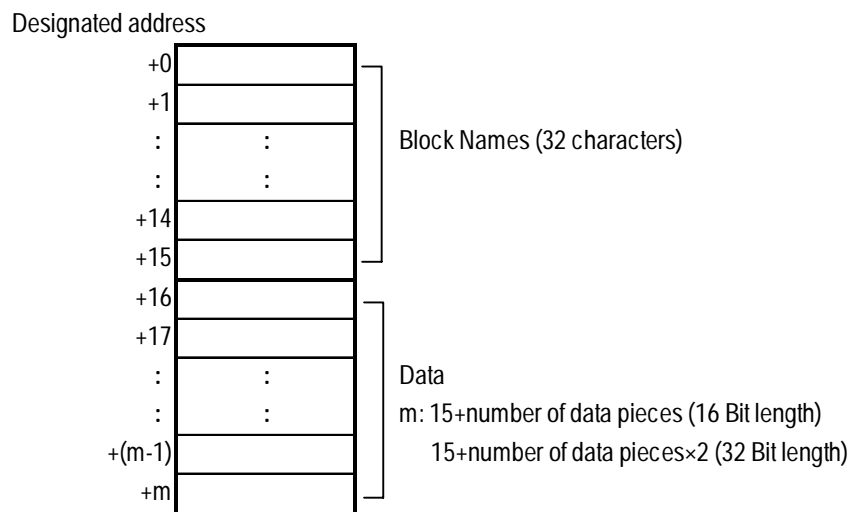 Designated address
+0
+1
: :
Block Names (32 characters)
: :
+14
+15
+16
+17
: :
Data
: :
m: 15+number of data pieces (16 Bit length)
+(m-1)
15+number of data pieces×2 (32 Bit length)
+m